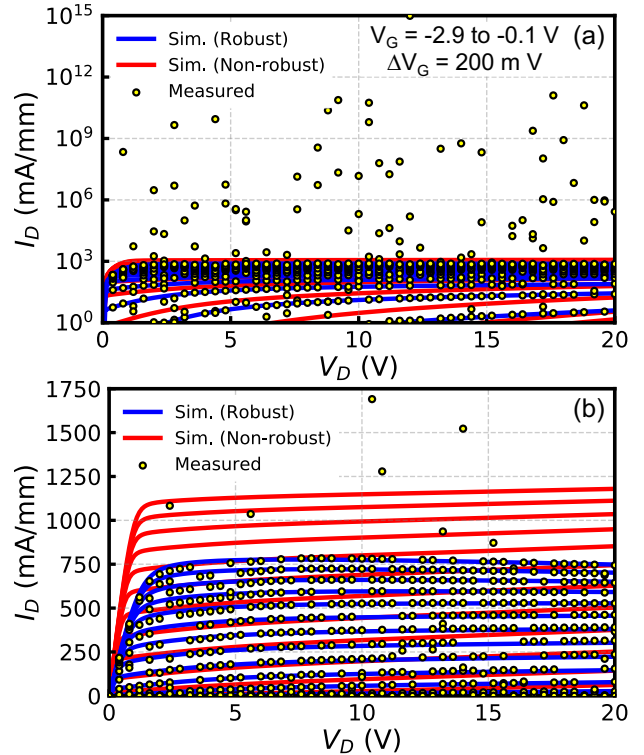 10^15
10^12
10^9
10^6
10^3
10^0
I_D (mA/mm)
Sim. (Robust)
Sim. (Non-robust)
Measured
V_G = -2.9 to -0.1 V
ΔV_G = 200 m V
(a)
0 5 10 15 20
V_D (V)
1750
1500
1250
1000
750
500
250
0
I_D (mA/mm)
Sim. (Robust)
Sim. (Non-robust)
Measured
(b)
0 5 10 15 20
V_D (V)